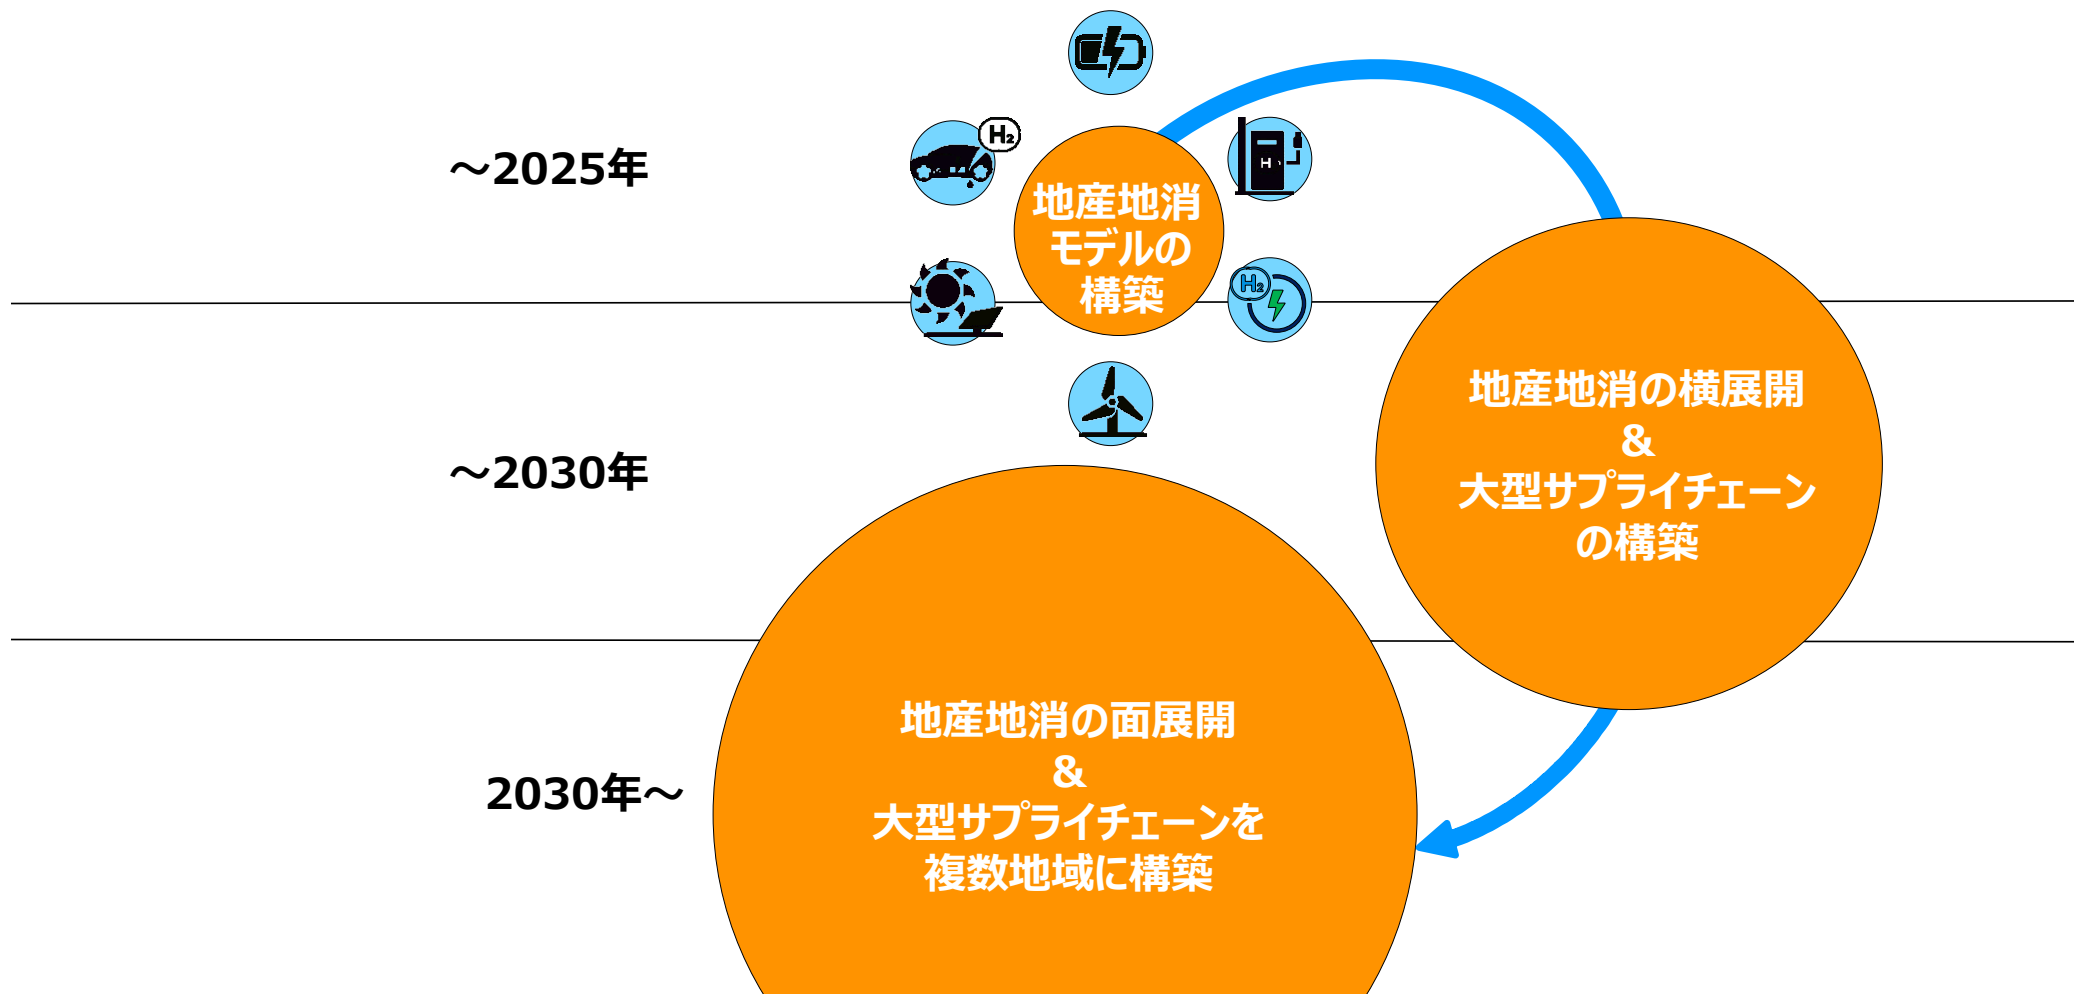 ～2025年
H₂
H
地産地消
モデルの
構築
H₂
～2030年
地産地消の横展開
&
大型サプライチェーン
の構築
2030年～
地産地消の面展開
&
大型サプライチェーンを
複数地域に構築